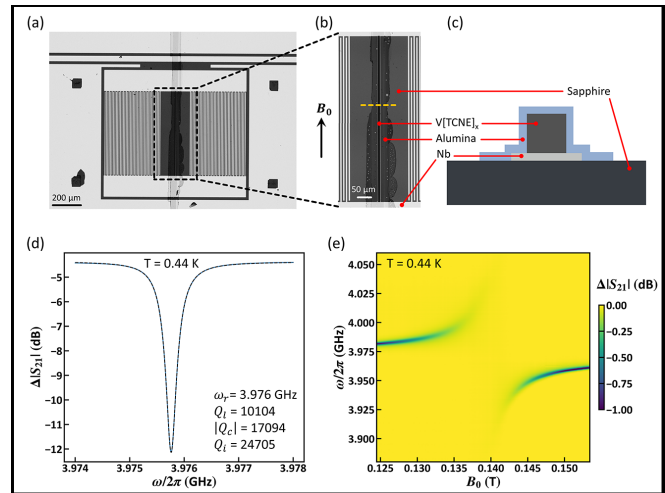 (a)
(b)
(c)
200 μm
B₀
50 μm
Sapphire
V[TCNE]ₓ
Alumina
Nb
(d)
T = 0.44 K
Δ|S₂₁| (dB)
−5
−6
−7
−8
−9
−10
−11
−12
ωᵣ= 3.976 GHz
Qₗ = 10104
|Q_c| = 17094
Qᵢ = 24705
3.974 3.975 3.976 3.977 3.978
ω/2π (GHz)
(e)
T = 0.44 K
ω/2π (GHz)
4.050
4.025
4.000
3.975
3.950
3.925
3.900
0.125 0.130 0.135 0.140 0.145 0.150
B₀ (T)
Δ|S₂₁| (dB)
0.00
−0.25
−0.50
−0.75
−1.00